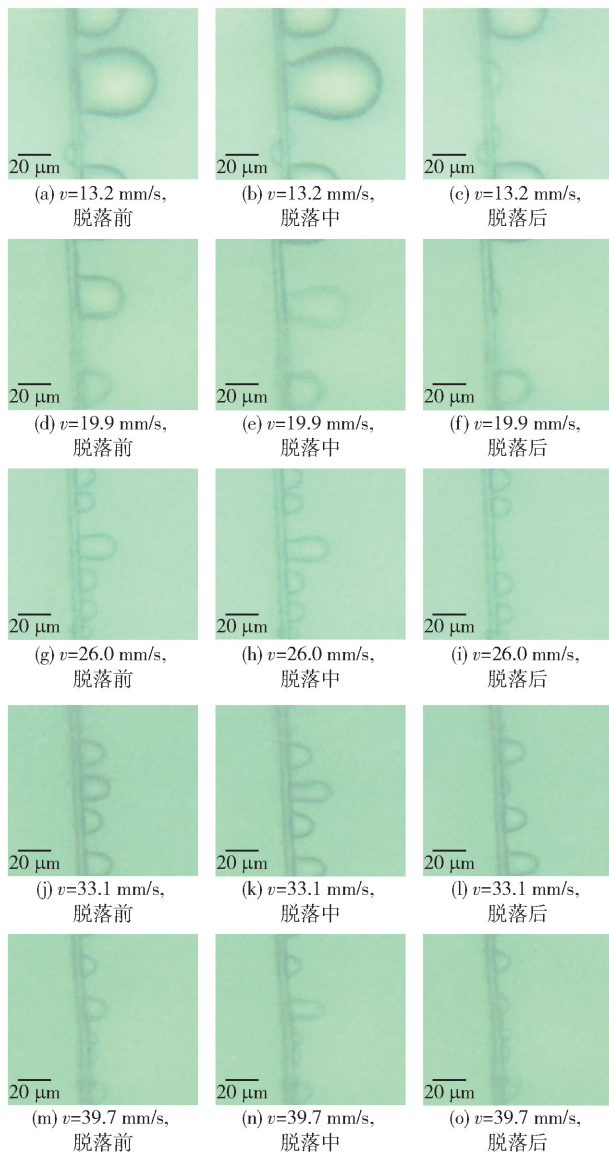 20 μm 20 μm 20 μm
(a) v=13.2 mm/s, (b) v=13.2 mm/s, (c) v=13.2 mm/s,
脱落前 脱落中 脱落后
20 μm 20 μm 20 μm
(d) v=19.9 mm/s, (e) v=19.9 mm/s, (f) v=19.9 mm/s,
脱落前 脱落中 脱落后
20 μm 20 μm 20 μm
(g) v=26.0 mm/s, (h) v=26.0 mm/s, (i) v=26.0 mm/s,
脱落前 脱落中 脱落后
20 μm 20 μm 20 μm
(j) v=33.1 mm/s, (k) v=33.1 mm/s, (l) v=33.1 mm/s,
脱落前 脱落中 脱落后
20 μm 20 μm 20 μm
(m) v=39.7 mm/s, (n) v=39.7 mm/s, (o) v=39.7 mm/s,
脱落前 脱落中 脱落后